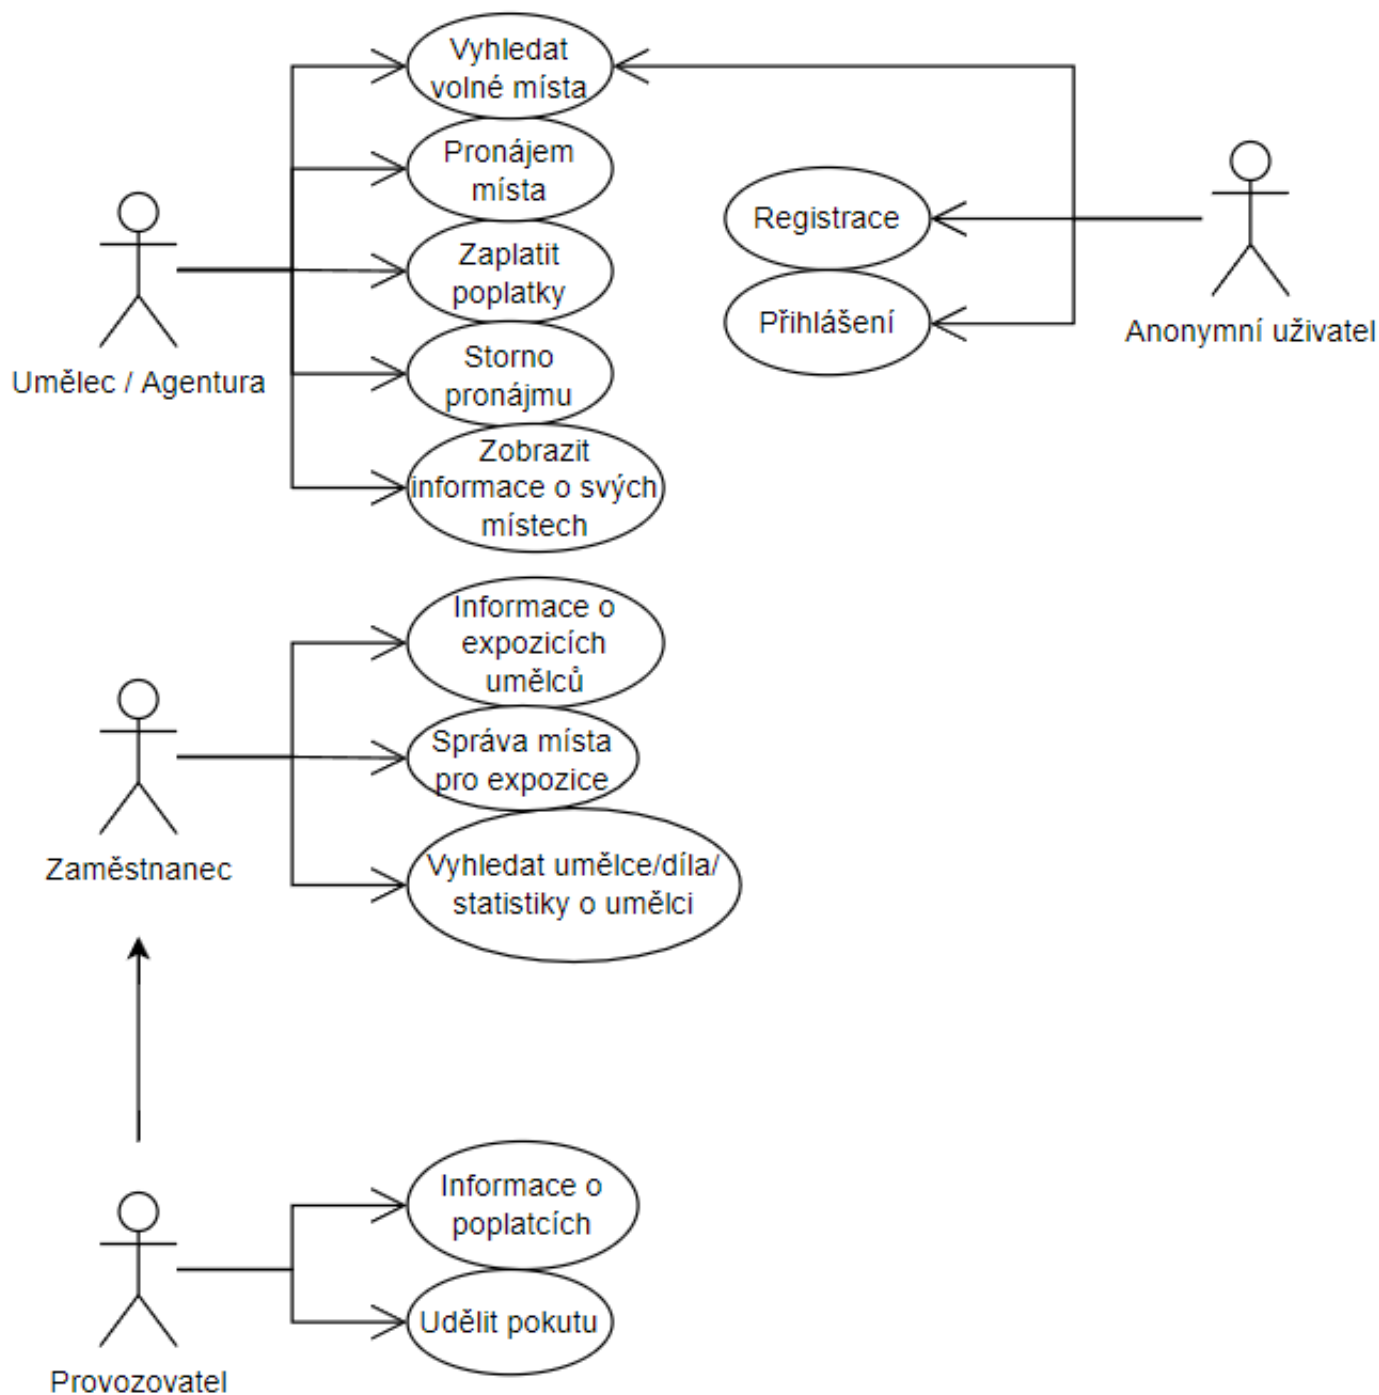 Vyhledat
volné místa
Pronájem
místa
Zaplatit
poplatky
Storno
pronájmu
Zobrazit
informace o svých
místech
Umělec / Agentura
Registrace
Přihlášení
Anonymní uživatel
Informace o
expozicích
umělců
Správa místa
pro expozice
Vyhledat umělce/díla/
statistiky o umělci
Zaměstnanec
Informace o
poplatcích
Udělit pokutu
Provozovatel